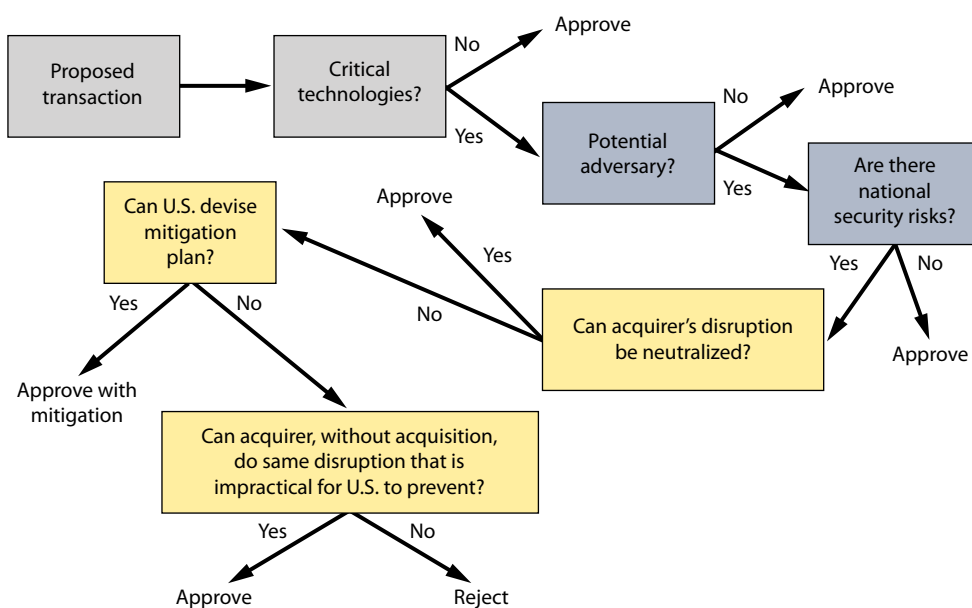 Proposed
transaction
Critical
technologies?
No
Approve
Yes
Potential
adversary?
No
Approve
Yes
Are there
national
security risks?
Yes
No
Approve
Can acquirer’s disruption
be neutralized?
Yes
Approve
No
Can U.S. devise
mitigation
plan?
Yes
No
Approve with
mitigation
Can acquirer, without acquisition,
do same disruption that is
impractical for U.S. to prevent?
Yes
No
Approve
Reject